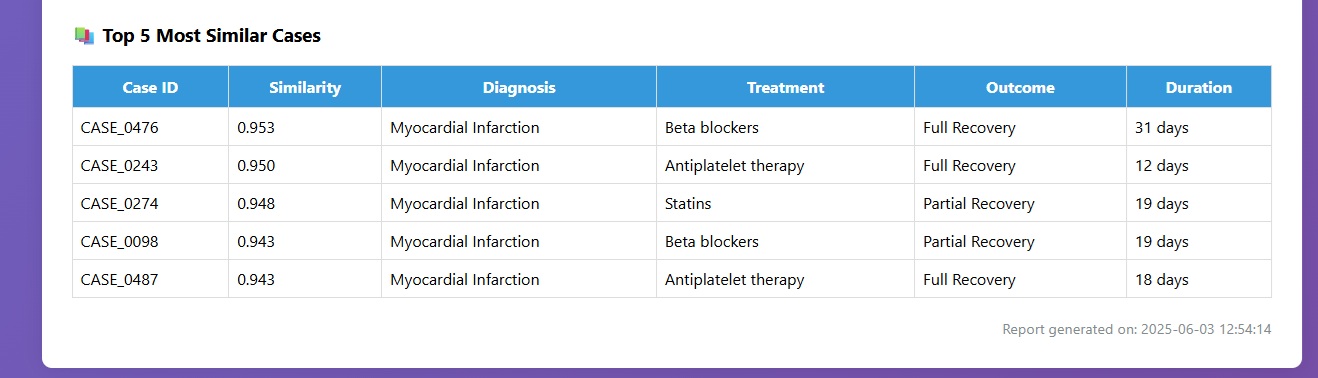 Top 5 Most Similar Cases
Case ID Similarity Diagnosis Treatment Outcome Duration
CASE_0476 0.953 Myocardial Infarction Beta blockers Full Recovery 31 days
CASE_0243 0.950 Myocardial Infarction Antiplatelet therapy Full Recovery 12 days
CASE_0274 0.948 Myocardial Infarction Statins Partial Recovery 19 days
CASE_0098 0.943 Myocardial Infarction Beta blockers Partial Recovery 19 days
CASE_0487 0.943 Myocardial Infarction Antiplatelet therapy Full Recovery 18 days
Report generated on: 2025-06-03 12:54:14